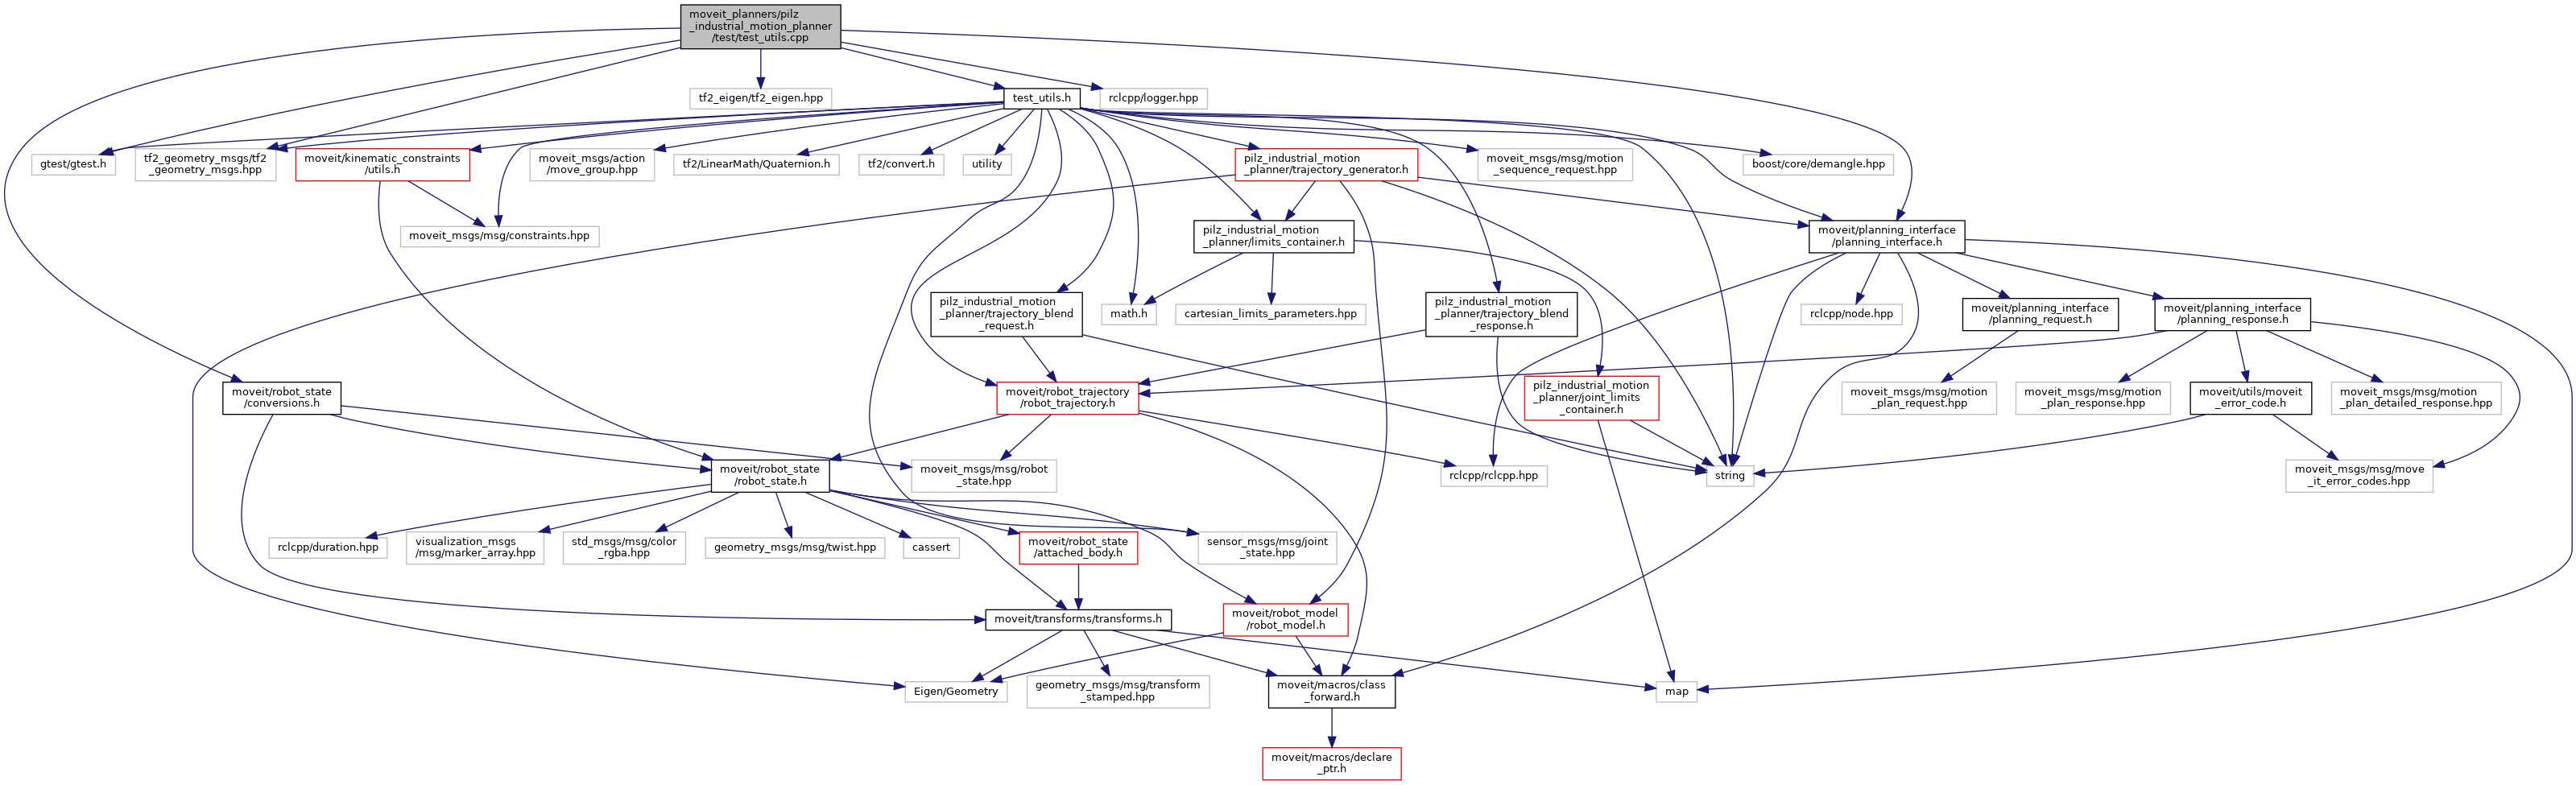 moveit_planners/pilz
_industrial_motion_planner
/test/test_utils.cpp
tf2_eigen/tf2_eigen.hpp
test_utils.h
rclcpp/logger.hpp
gtest/gtest.h
tf2_geometry_msgs/tf2
_geometry_msgs.hpp
moveit/kinematic_constraints
/utils.h
moveit_msgs/action
/move_group.hpp
tf2/LinearMath/Quaternion.h
tf2/convert.h
utility
pilz_industrial_motion
_planner/trajectory_generator.h
moveit_msgs/msg/motion
_sequence_request.hpp
boost/core/demangle.hpp
moveit_msgs/msg/constraints.hpp
pilz_industrial_motion
_planner/limits_container.h
moveit/planning_interface
/planning_interface.h
pilz_industrial_motion
_planner/trajectory_blend
_request.h
math.h
cartesian_limits_parameters.hpp
pilz_industrial_motion
_planner/trajectory_blend
_response.h
rclcpp/node.hpp
moveit/planning_interface
/planning_request.h
moveit/planning_interface
/planning_response.h
moveit/robot_state
/conversions.h
moveit/robot_trajectory
/robot_trajectory.h
pilz_industrial_motion
_planner/joint_limits
_container.h
moveit_msgs/msg/motion
_plan_request.hpp
moveit_msgs/msg/motion
_plan_response.hpp
moveit/utils/moveit
_error_code.h
moveit_msgs/msg/motion
_plan_detailed_response.hpp
moveit/robot_state
/robot_state.h
moveit_msgs/msg/robot
_state.hpp
rclcpp/rclcpp.hpp
string
moveit_msgs/msg/move
_it_error_codes.hpp
rclcpp/duration.hpp
visualization_msgs
/msg/marker_array.hpp
std_msgs/msg/color
_rgba.hpp
geometry_msgs/msg/twist.hpp
cassert
moveit/robot_state
/attached_body.h
sensor_msgs/msg/joint
_state.hpp
moveit/transforms/transforms.h
moveit/robot_model
/robot_model.h
Eigen/Geometry
geometry_msgs/msg/transform
_stamped.hpp
moveit/macros/class
_forward.h
map
moveit/macros/declare
_ptr.h